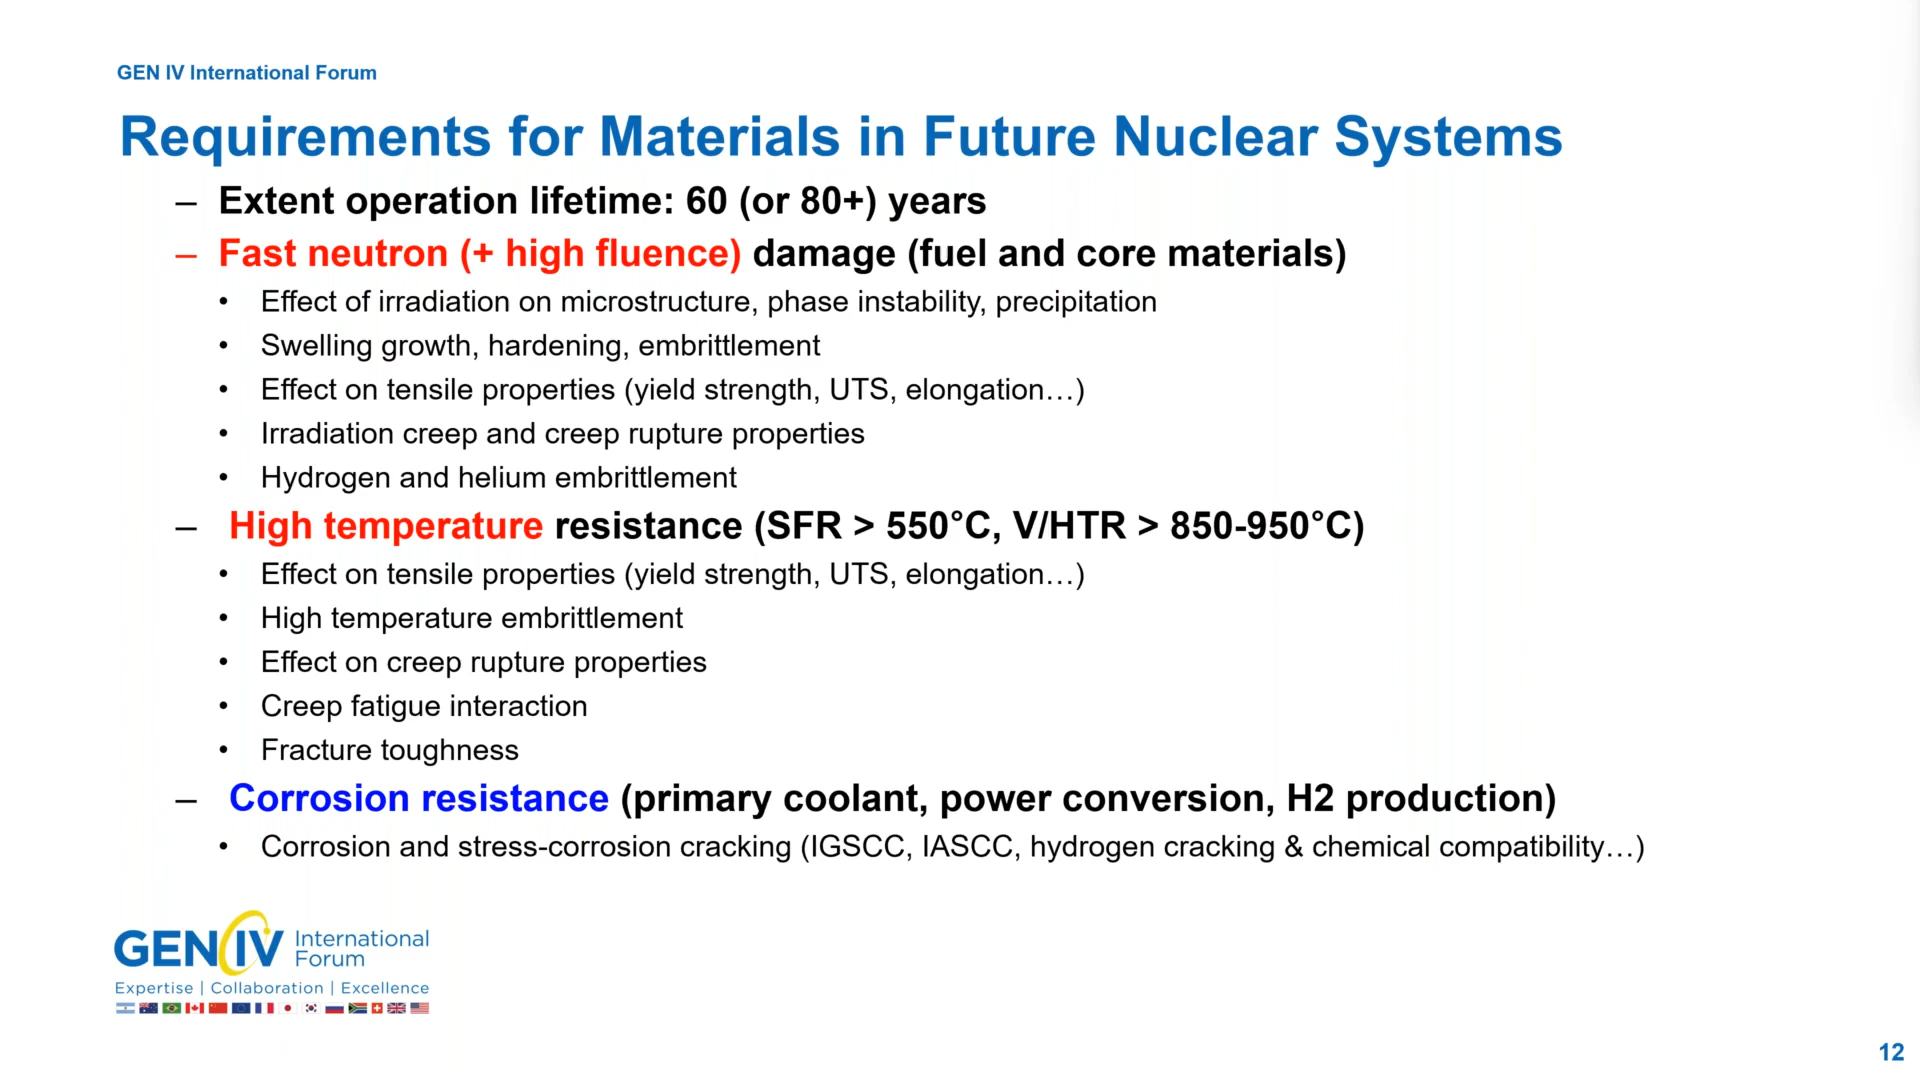 GEN IV International Forum
Requirements for Materials in Future Nuclear Systems
– Extent operation lifetime: 60 (or 80+) years
– Fast neutron (+ high fluence) damage (fuel and core materials)
• Effect of irradiation on microstructure, phase instability, precipitation
• Swelling growth, hardening, embrittlement
• Effect on tensile properties (yield strength, UTS, elongation…)
• Irradiation creep and creep rupture properties
• Hydrogen and helium embrittlement
– High temperature resistance (SFR > 550°C, V/HTR > 850-950°C)
• Effect on tensile properties (yield strength, UTS, elongation…)
• High temperature embrittlement
• Effect on creep rupture properties
• Creep fatigue interaction
• Fracture toughness
– Corrosion resistance (primary coolant, power conversion, H2 production)
• Corrosion and stress-corrosion cracking (IGSCC, IASCC, hydrogen cracking & chemical compatibility…)
GEN IV International
Forum
Expertise | Collaboration | Excellence
12